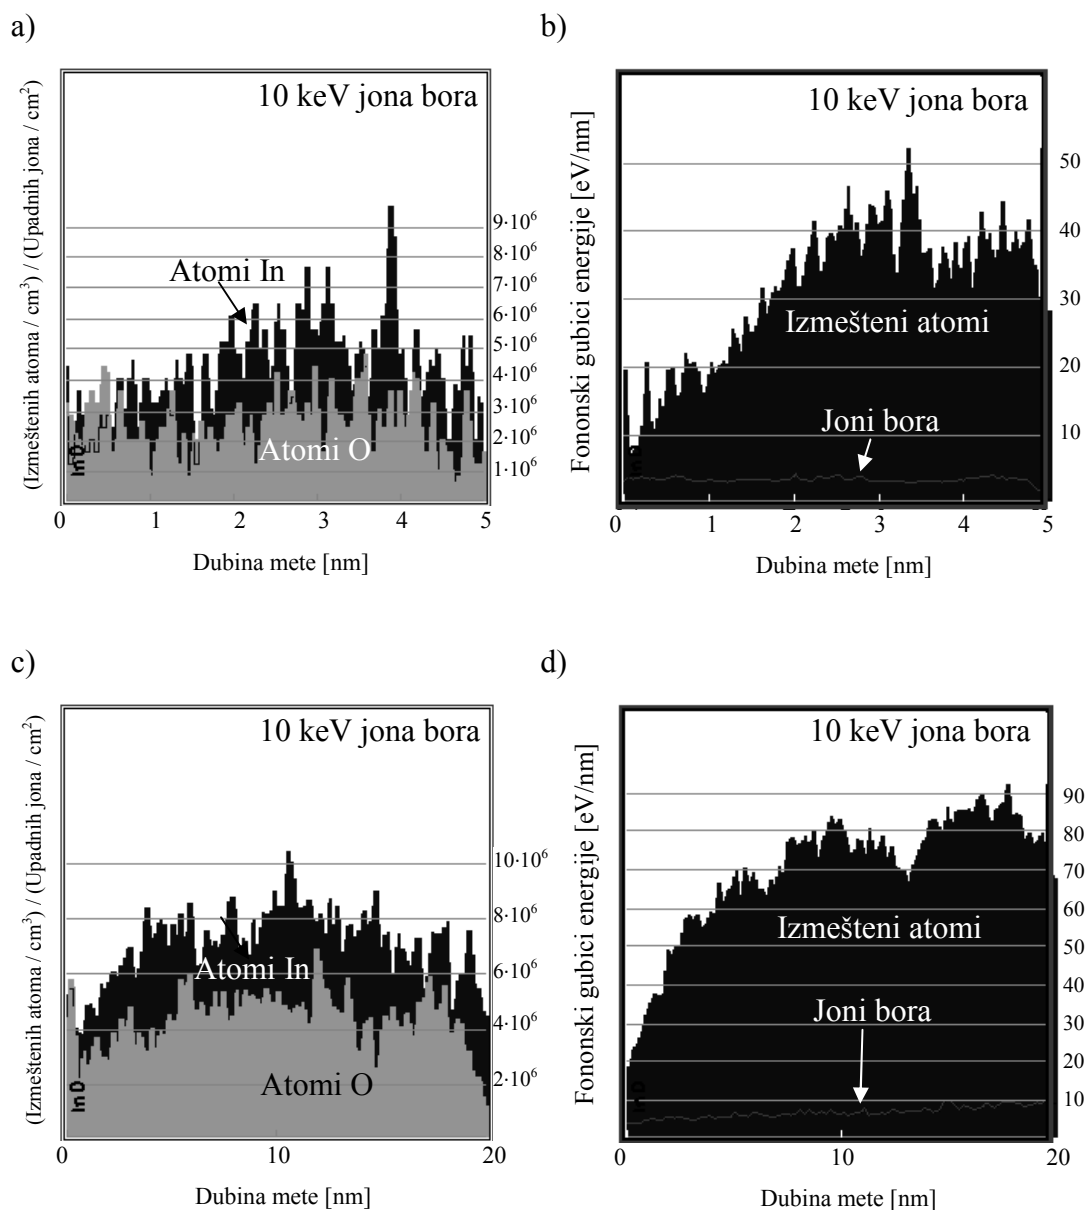 a)
10 keV jona bora
(Izmeštenih atoma / cm³) / (Upadnih jona / cm²)
9·10⁶
8·10⁶
7·10⁶
6·10⁶
5·10⁶
4·10⁶
3·10⁶
2·10⁶
1·10⁶
Atomi In
Atomi O
0 1 2 3 4 5
Dubina mete [nm]
b)
10 keV jona bora
Fononski gubici energije [eV/nm]
50
40
30
20
10
Izmešteni atomi
Joni bora
0 1 2 3 4 5
Dubina mete [nm]
c)
10 keV jona bora
(Izmeštenih atoma / cm³) / (Upadnih jona / cm²)
10·10⁶
8·10⁶
6·10⁶
4·10⁶
2·10⁶
Atomi In
Atomi O
0 10 20
Dubina mete [nm]
d)
10 keV jona bora
Fononski gubici energije [eV/nm]
90
80
70
60
50
40
30
20
10
Izmešteni atomi
Joni bora
0 10 20
Dubina mete [nm]